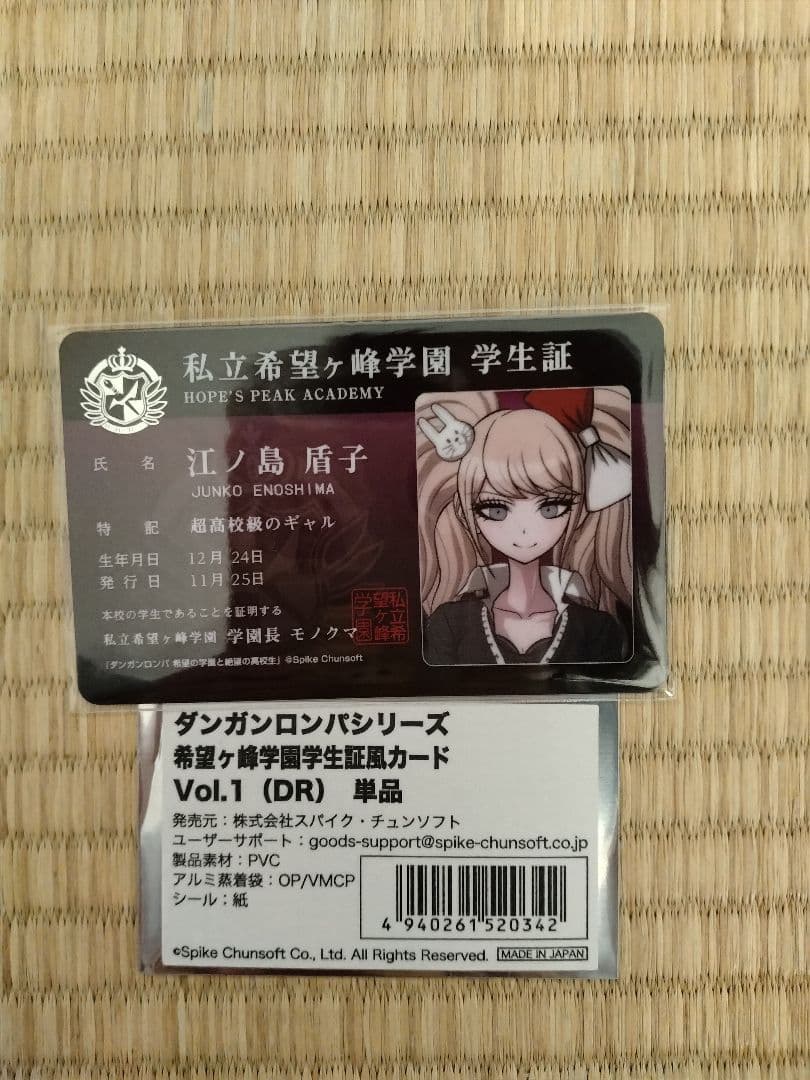 私立希望ヶ峰学園 学生証
HOPE'S PEAK ACADEMY
氏 名 江ノ島 盾子
JUNKO ENOSHIMA
特 記 超高校級のギャル
生年月日 12月 24日
発行日 11月 25日
本校の学生であることを証明する
私立希望ヶ峰学園 学園長 モノクマ
私立希望ヶ峰学園
「ダンガンロンパ 希望の学園と絶望の高校生」©Spike Chunsoft
ダンガンロンパシリーズ
希望ヶ峰学園学生証風カード
Vol.1（DR） 単品
発売元：株式会社スパイク・チュンソフト
ユーザーサポート：goods-support@spike-chunsoft.co.jp
製品素材：PVC
アルミ蒸着袋：OP/VMCP
シール：紙
4 940261 520342
©Spike Chunsoft Co., Ltd. All Rights Reserved. MADE IN JAPAN